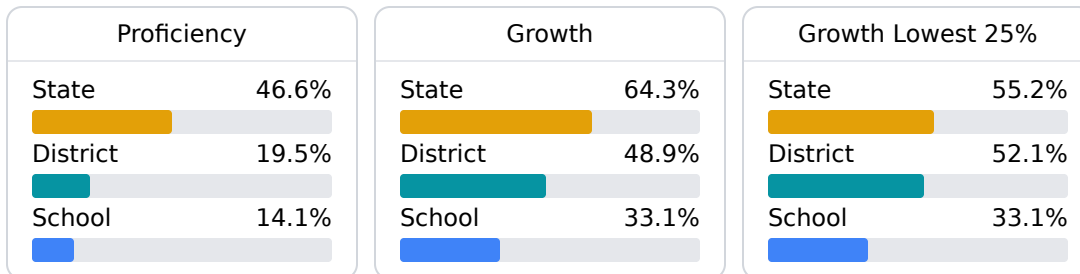 Proficiency
State 46.6%
District 19.5%
School 14.1%
Growth
State 64.3%
District 48.9%
School 33.1%
Growth Lowest 25%
State 55.2%
District 52.1%
School 33.1%